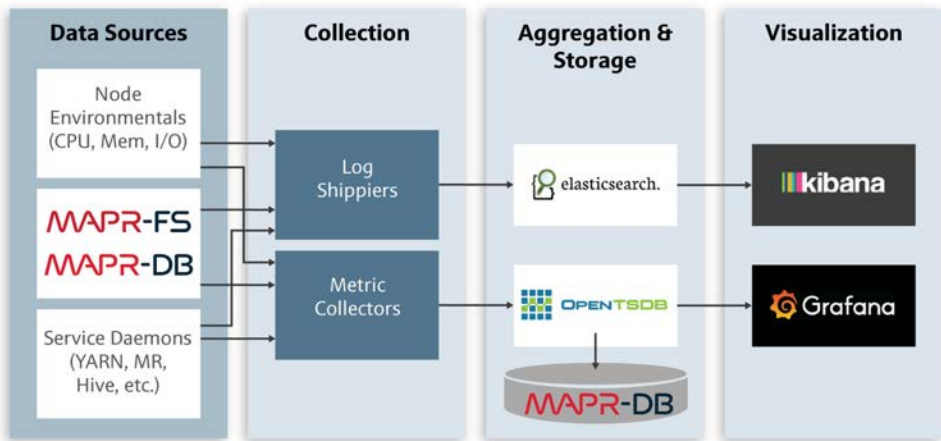 Data Sources
Node
Environmentals
(CPU, Mem, I/O)
MAPR-FS
MAPR-DB
Service Daemons
(YARN, MR,
Hive, etc.)
Collection
Log
Shippiers
Metric
Collectors
Aggregation &
Storage
elasticsearch.
OPENTSDB
MAPR-DB
Visualization
kibana
Grafana